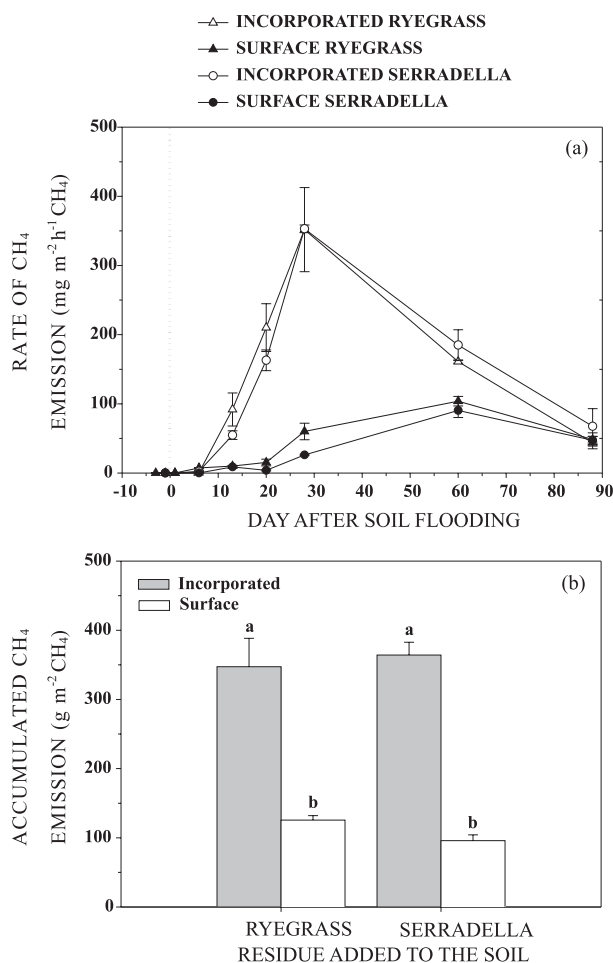 INCORPORATED RYEGRASS
SURFACE RYEGRASS
INCORPORATED SERRADELLA
SURFACE SERRADELLA
(a)
RATE OF CH₄
EMISSION (mg m⁻² h⁻¹ CH₄)
500
400
300
200
100
0
-10 0 10 20 30 40 50 60 70 80 90
DAY AFTER SOIL FLOODING
(b)
Incorporated
Surface
ACCUMULATED CH₄
EMISSION (g m⁻² CH₄)
500
400
300
200
100
0
a
b
a
b
RYEGRASS SERRADELLA
RESIDUE ADDED TO THE SOIL